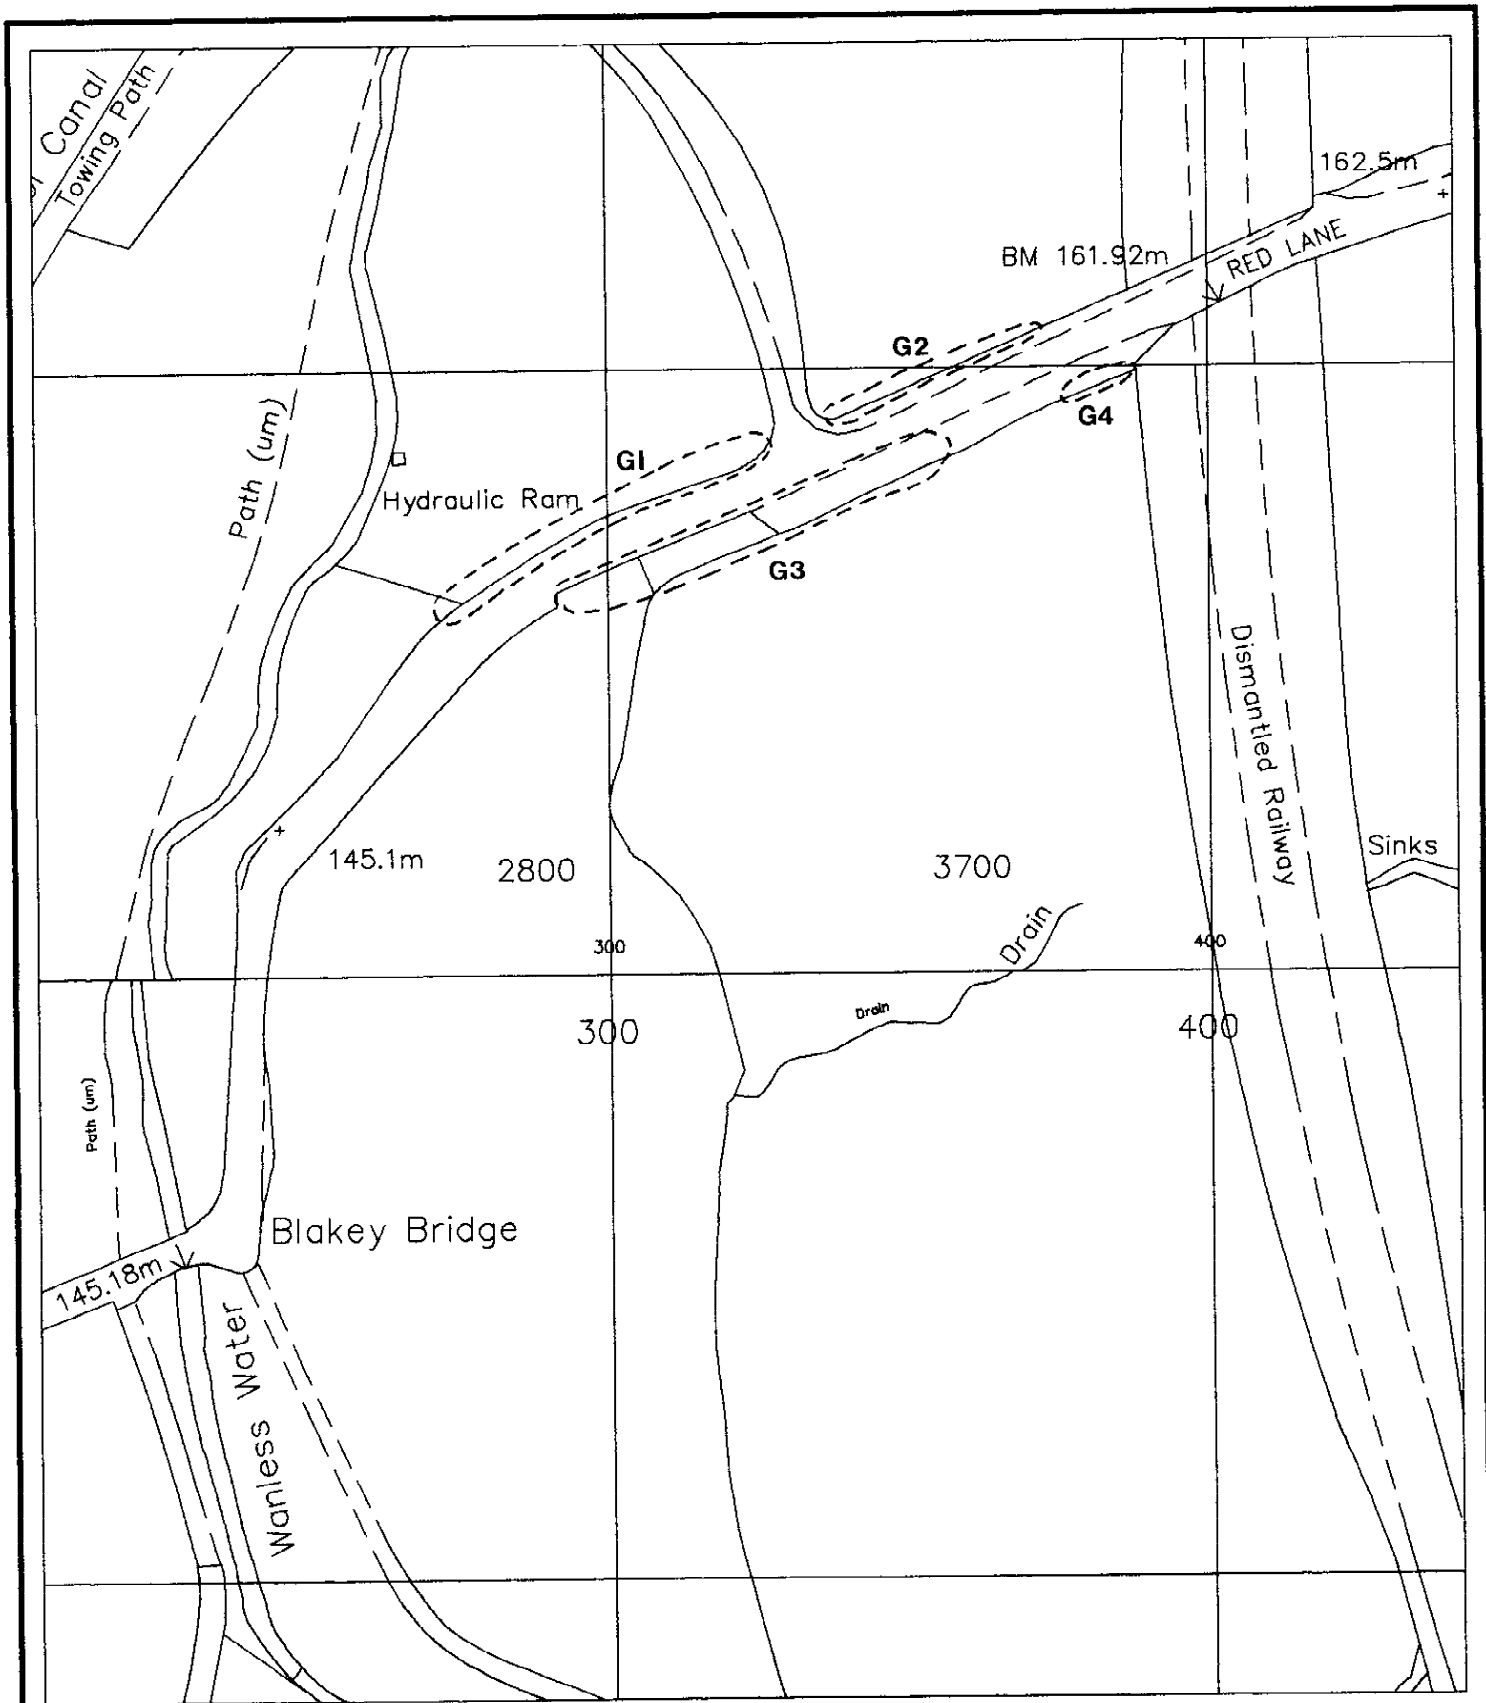 Canal
Towing Path
162.5m
BM 161.92m
RED LANE
G2
G4
Path (um)
G1
Hydraulic Ram
G3
Dismantled Railway
Sinks
145.1m
2800
3700
Drain
300
400
Drain
300
400
Path (um)
Blakey Bridge
145.18m
Wanless Water